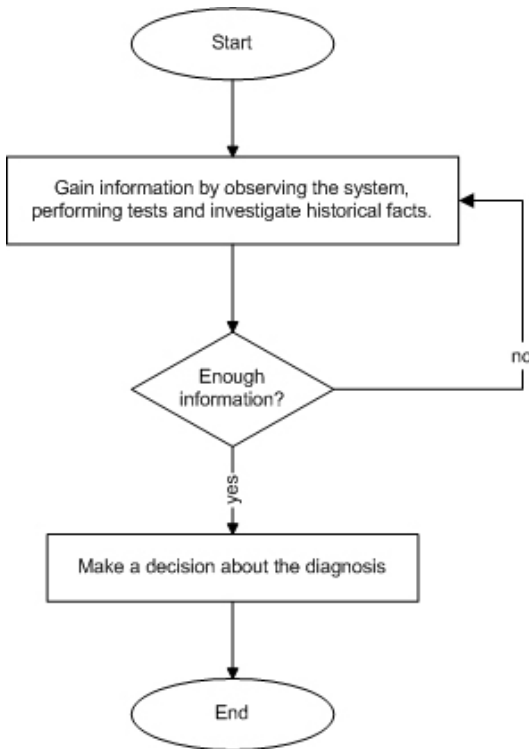 Start
Gain information by observing the system,
performing tests and investigate historical facts.
Enough
information?
no
yes
Make a decision about the diagnosis
End